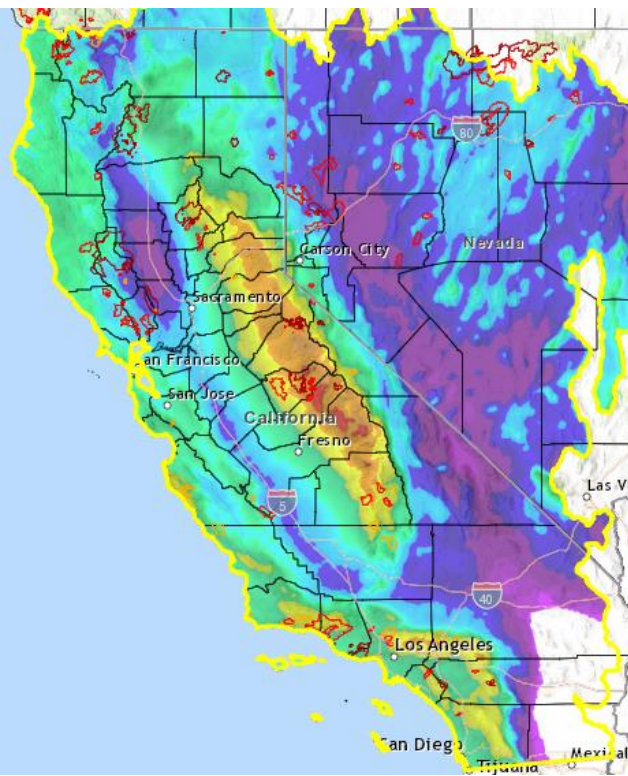 80
Carson City
Nevada
Sacramento
an Francisco
San Jose
California
Fresno
5
Las V
40
Los Angeles
San Diego
Tijuana
Mexical